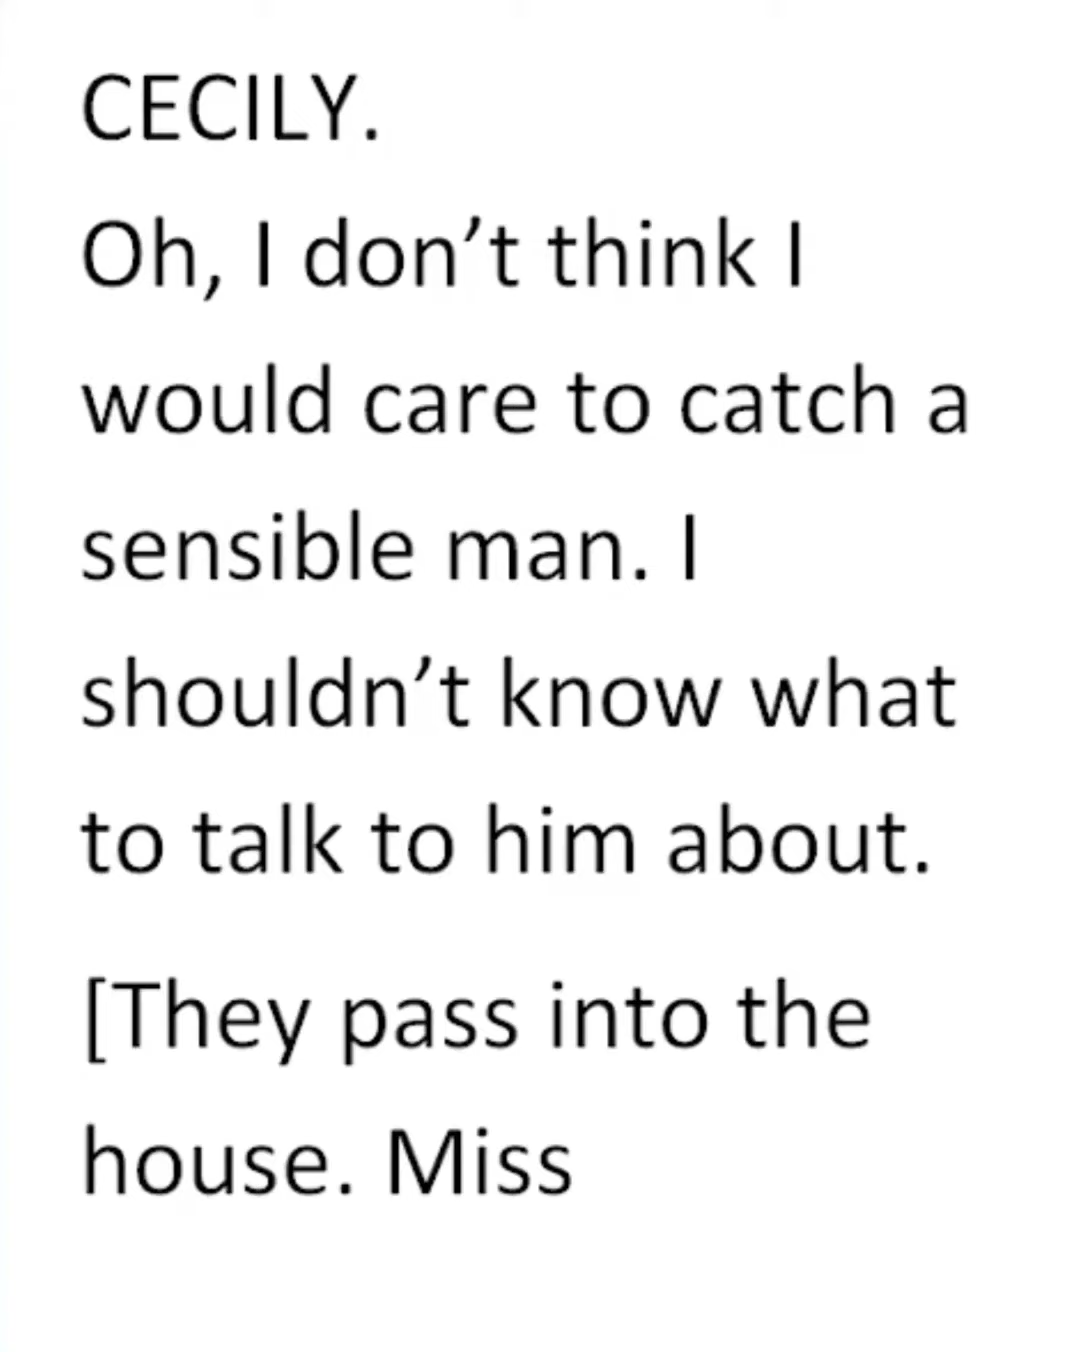 CECILY.
Oh, I don’t think I
would care to catch a
sensible man. I
shouldn’t know what
to talk to him about.
[They pass into the
house. Miss